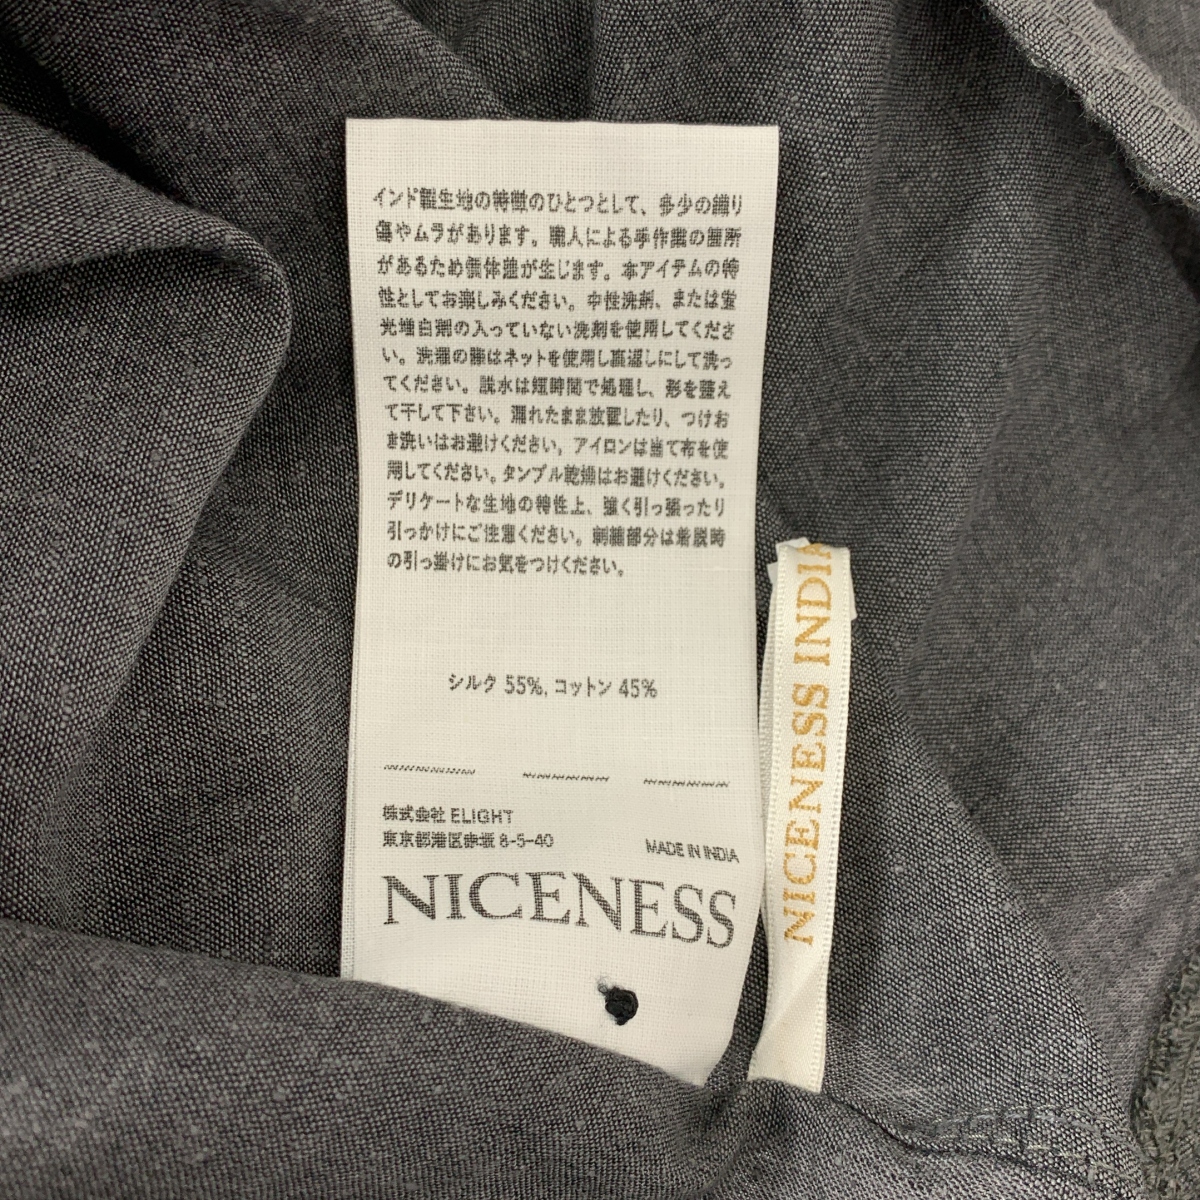 インド製生地の特徴のひとつとして、多少の織り
傷やムラがあります。職人による手作業の箇所
があるため個体差が生じます。本アイテムの特
性としてお楽しみください。中性洗剤、または蛍
光増白剤の入っていない洗剤を使用してくださ
い。洗濯の際はネットを使用し裏返しにして洗っ
てください。脱水は短時間で処理し、形を整え
て干して下さい。濡れたまま放置したり、つけお
き洗いはお避けください。アイロンは当て布を使
用してください。タンブル乾燥はお避けください。
デリケートな生地の特性上、強く引っ張ったり
引っかけにご注意ください。刺繍部分は着脱時
の引っ掛けにお気をつけください。
シルク 55%, コットン 45%
株式会社 ELIGHT
東京都港区赤坂 8-5-40
MADE IN INDIA
NICENESS
NICENESS INDIA